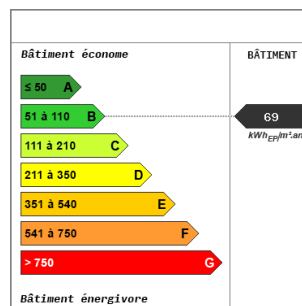 Bâtiment économe BÂTIMENT
≤ 50 A
51 à 110 B 69
kWhEP/m².an
111 à 210 C
211 à 350 D
351 à 540 E
541 à 750 F
> 750 G
Bâtiment énergivore